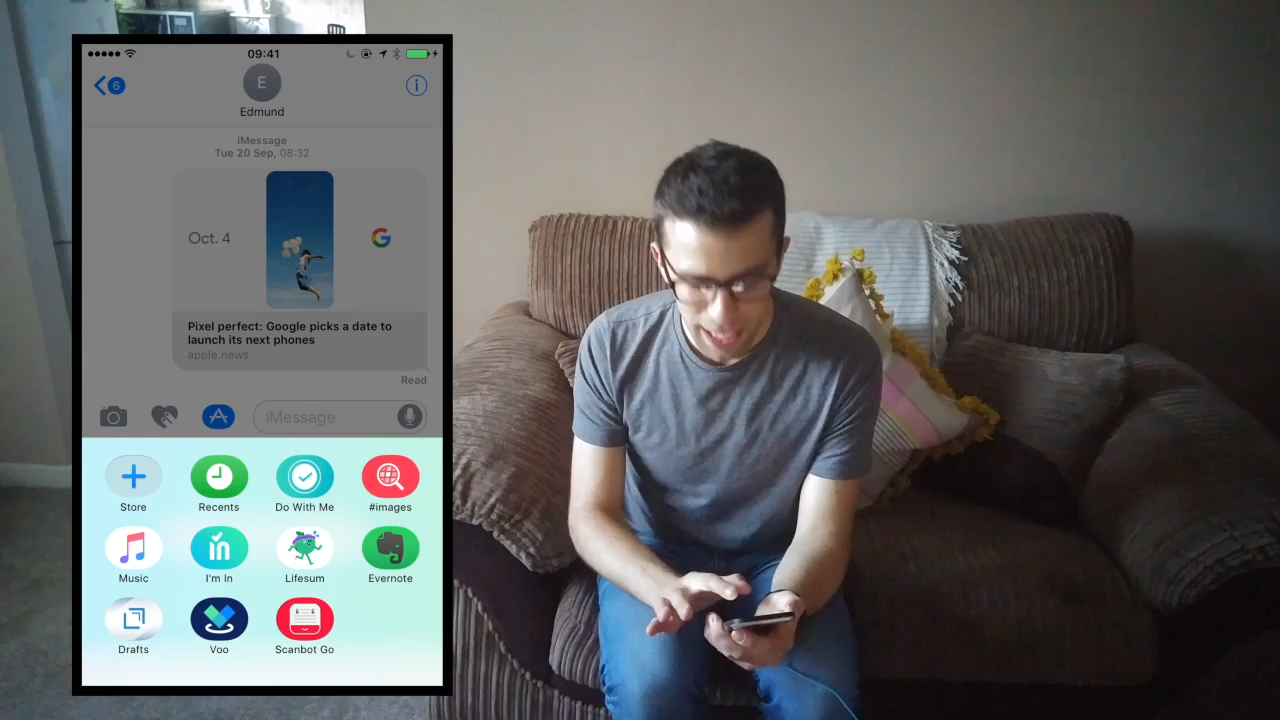 09:41
6
E
Edmund
iMessage
Tue 20 Sep, 08:32
Oct. 4
G
Pixel perfect: Google picks a date to
launch its next phones
apple.news
Read
iMessage
Store
Recents
Do With Me
#images
in
Music
I'm In
Lifesum
Evernote
Drafts
Voo
Scanbot Go